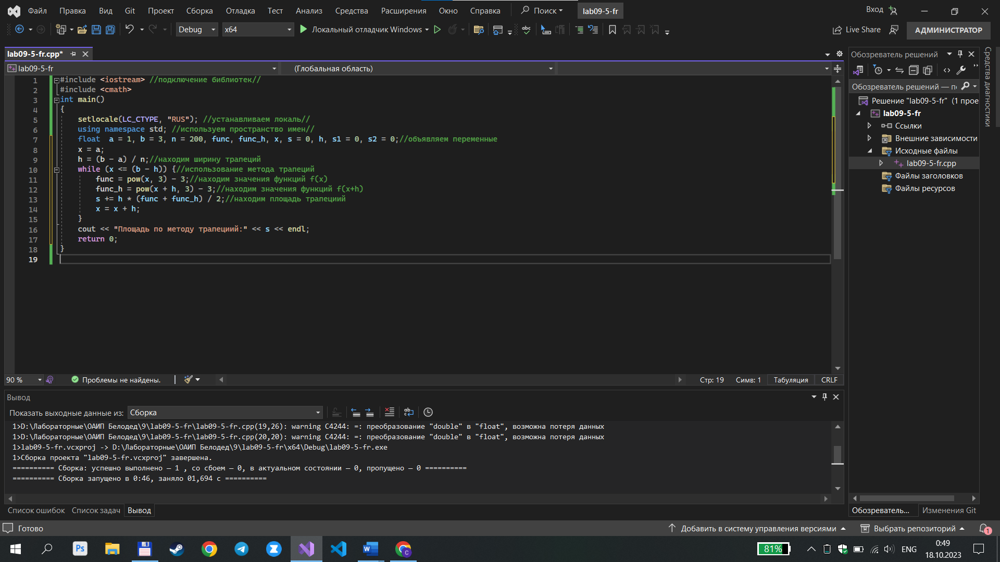 Файл Правка Вид Git Проект Сборка Отладка Тест Анализ Средства Расширения Окно Справка Поиск lab09-5-fr Вход
Debug x64 Локальный отладчик Windows Live Share АДМИНИСТРАТОР
lab09-5-fr.cpp*
lab09-5-fr (Глобальная область)
1 #include <iostream> //подключение библиотек//
2 #include <cmath>
3 int main()
4 {
5 setlocale(LC_CTYPE, "RUS"); //устанавливаем локаль//
6 using namespace std; //используем пространство имен//
7 float  a = 1, b = 3, n = 200, func, func_h, x, s = 0, h, s1 = 0, s2 = 0;//объявляем переменные
8 x = a;
9 h = (b - a) / n;//находим ширину трапеций
10 while (x <= (b - h)) {//использование метода трапеций
11 func = pow(x, 3) - 3;//находим значения функций f(x)
12 func_h = pow(x + h, 3) - 3;//находим значения функций f(x+h)
13 s += h * (func + func_h) / 2;//находим площадь трапециий
14 x = x + h;
15 }
16 cout << "Площадь по методу трапециий:" << s << endl;
17 return 0;
18 }
19
90 % Проблемы не найдены. Стр: 19 Симв: 1 Табуляция CRLF
Вывод
Показать выходные данные из: Сборка
1>D:\Лабораторные\ОАИП Белодед\9\lab09-5-fr\lab09-5-fr.cpp(19,26): warning C4244: =: преобразование "double" в "float", возможна потеря данных
1>D:\Лабораторные\ОАИП Белодед\9\lab09-5-fr\lab09-5-fr.cpp(20,20): warning C4244: =: преобразование "double" в "float", возможна потеря данных
1>lab09-5-fr.vcxproj -> D:\Лабораторные\ОАИП Белодед\9\lab09-5-fr\x64\Debug\lab09-5-fr.exe
1>Сборка проекта "lab09-5-fr.vcxproj" завершена.
========== Сборка: успешно выполнено — 1 , со сбоем — 0, в актуальном состоянии — 0, пропущено — 0 ==========
========== Сборка запущено в 0:46, заняло 01,694 с ==========
Список ошибок Список задач Вывод
Обозреватель решений
Обозреватель решений — п
Решение "lab09-5-fr" (1 прое
lab09-5-fr
Ссылки
Внешние зависимости
Исходные файлы
lab09-5-fr.cpp
Файлы заголовков
Файлы ресурсов
Обозреватель... Изменения Git
Средства диагностики
Готово Добавить в систему управления версиями Выбрать репозиторий 1
Ps 81% ENG 0:49
18.10.2023